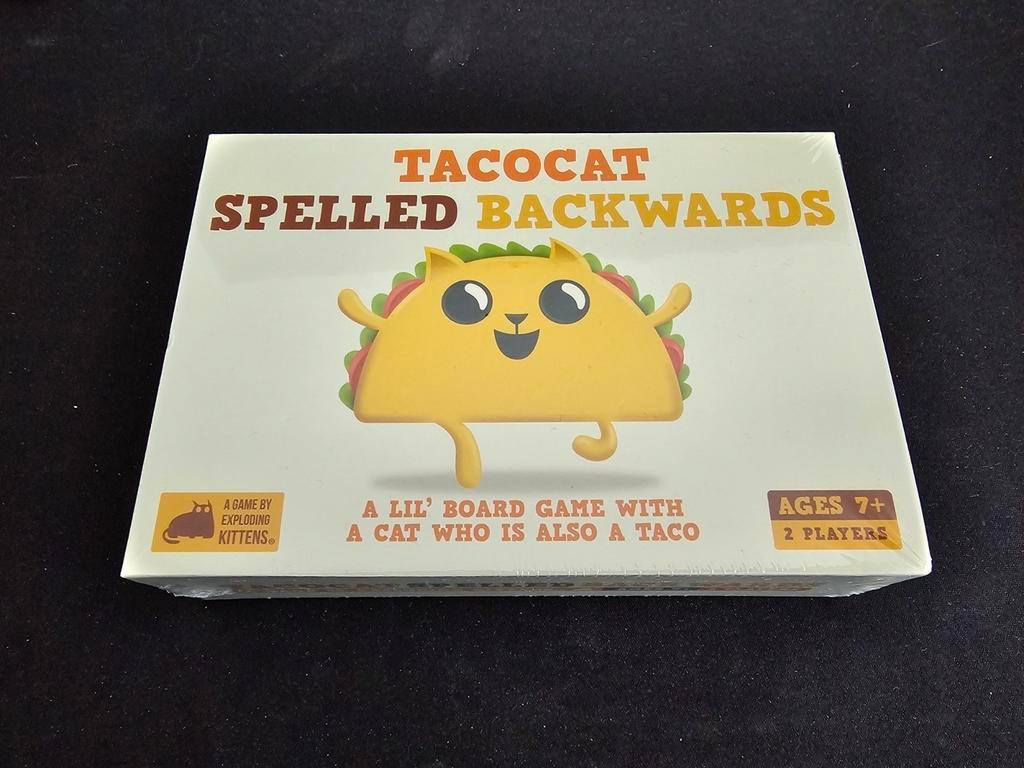 TACOCAT
SPELLED BACKWARDS
A LIL' BOARD GAME WITH
A CAT WHO IS ALSO A TACO
A GAME BY
EXPLODING
KITTENS®
AGES 7+
2 PLAYERS